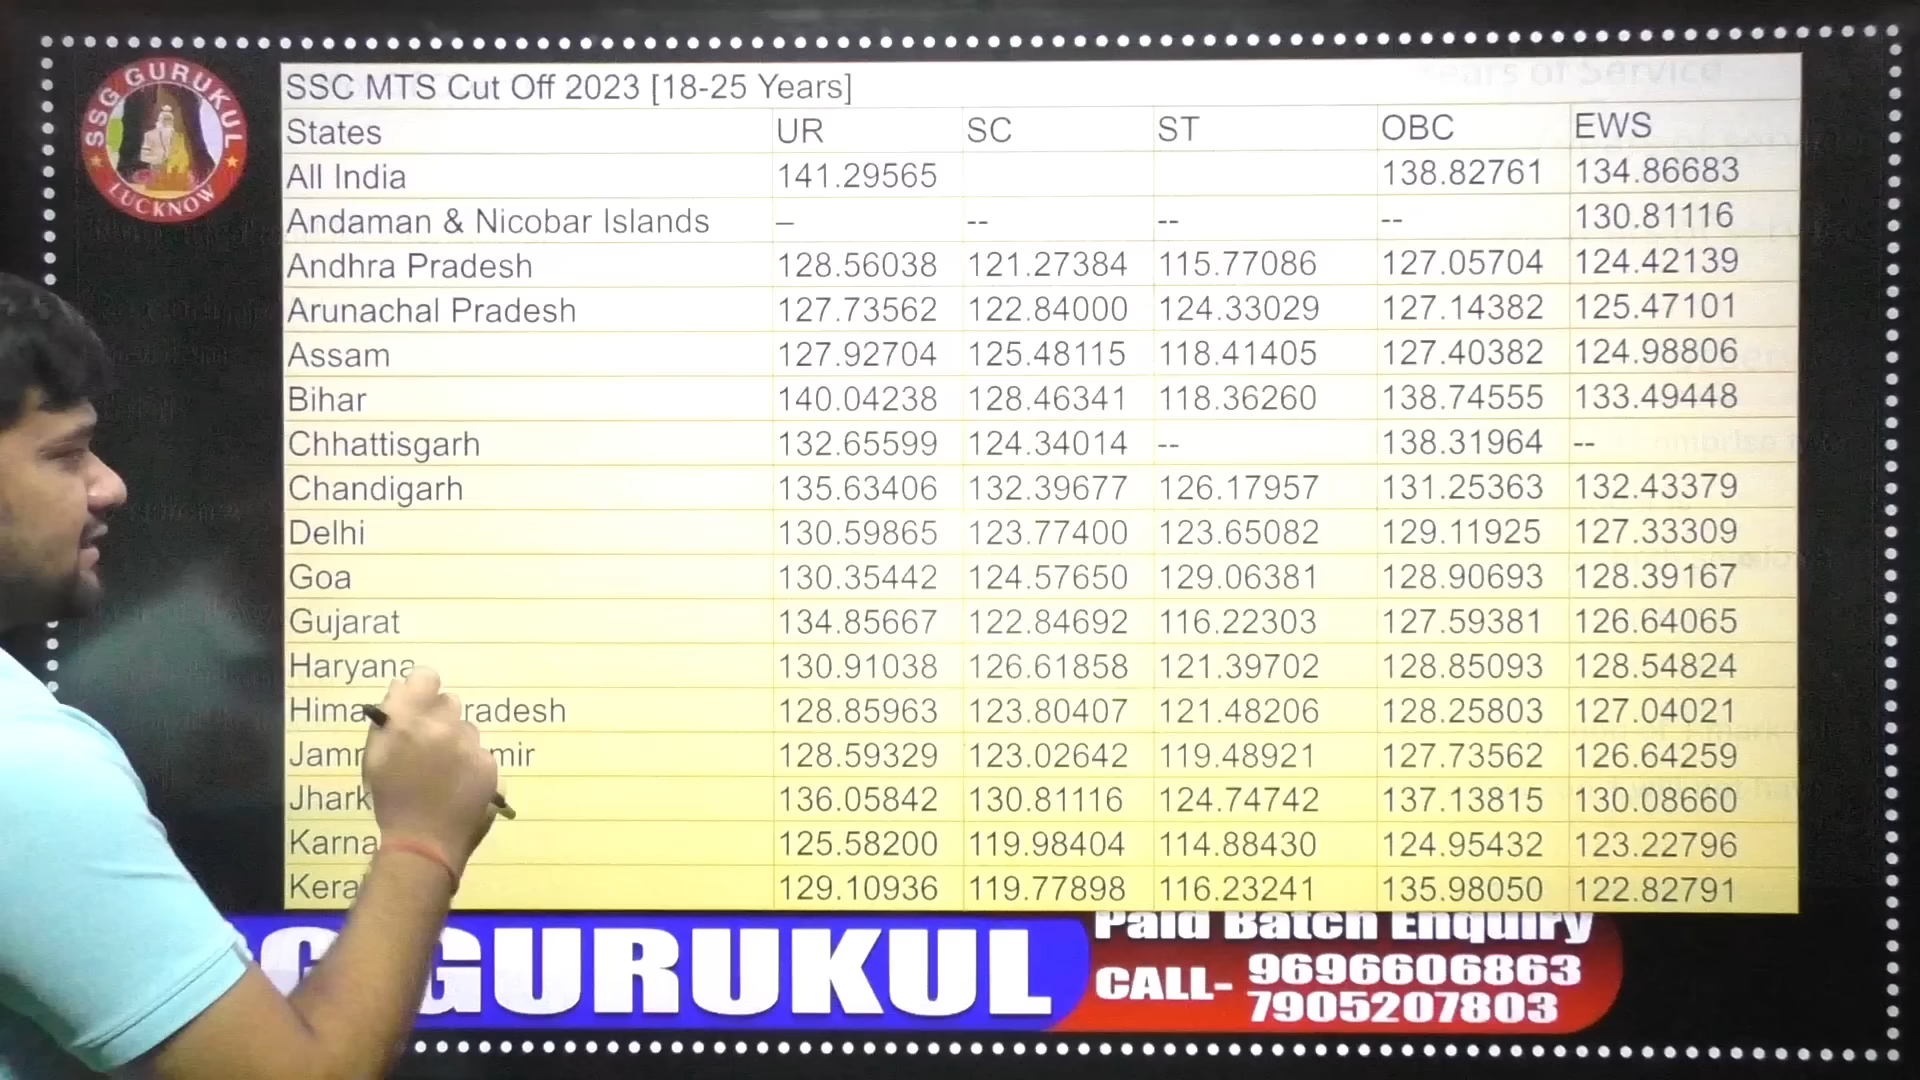 SSC MTS Cut Off 2023 [18-25 Years]
States UR SC ST OBC EWS
All India 141.29565 138.82761 134.86683
Andaman & Nicobar Islands – -- -- -- 130.81116
Andhra Pradesh 128.56038 121.27384 115.77086 127.05704 124.42139
Arunachal Pradesh 127.73562 122.84000 124.33029 127.14382 125.47101
Assam 127.92704 125.48115 118.41405 127.40382 124.98806
Bihar 140.04238 128.46341 118.36260 138.74555 133.49448
Chhattisgarh 132.65599 124.34014 -- 138.31964 --
Chandigarh 135.63406 132.39677 126.17957 131.25363 132.43379
Delhi 130.59865 123.77400 123.65082 129.11925 127.33309
Goa 130.35442 124.57650 129.06381 128.90693 128.39167
Gujarat 134.85667 122.84692 116.22303 127.59381 126.64065
Haryana 130.91038 126.61858 121.39702 128.85093 128.54824
Hima radesh 128.85963 123.80407 121.48206 128.25803 127.04021
Jamm mir 128.59329 123.02642 119.48921 127.73562 126.64259
Jhark 136.05842 130.81116 124.74742 137.13815 130.08660
Karna 125.58200 119.98404 114.88430 124.95432 123.22796
Kera 129.10936 119.77898 116.23241 135.98050 122.82791
SSG GURUKUL
LUCKNOW
GURUKUL
Paid Batch Enquiry
CALL- 9696606863
7905207803